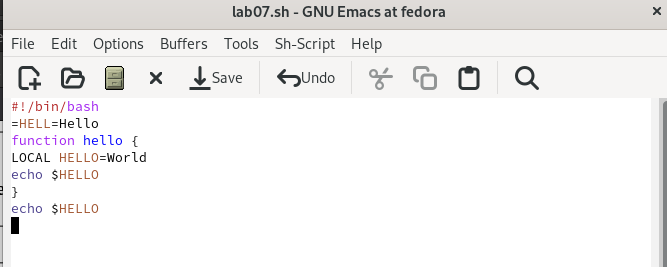 lab07.sh - GNU Emacs at fedora
File Edit Options Buffers Tools Sh-Script Help
Save Undo
#!/bin/bash
=HELL=Hello
function hello {
LOCAL HELLO=World
echo $HELLO
}
echo $HELLO